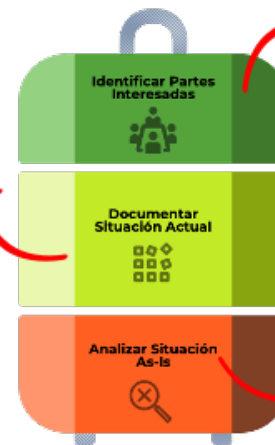 Identificar Partes
Interesadas
Documentar
Situación Actual
Analizar Situación
As-Is